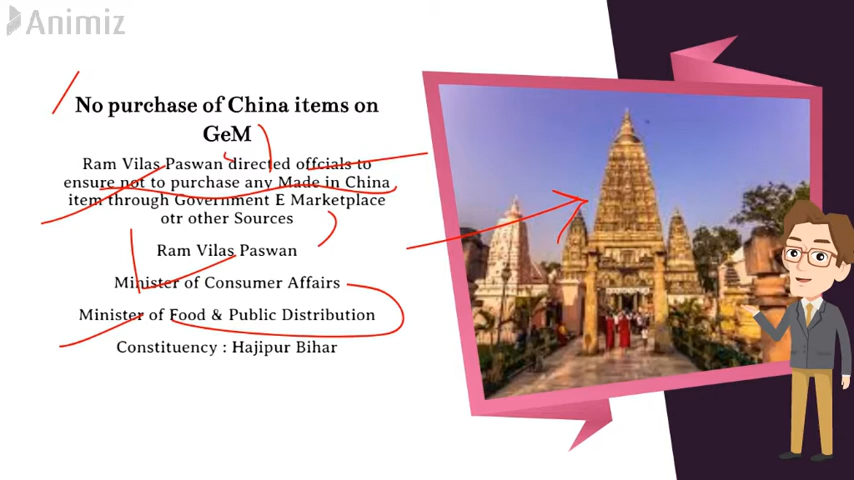 Animiz
No purchase of China items on
GeM
Ram Vilas Paswan directed offcials to
ensure not to purchase any Made in China
item through Government E Marketplace
otr other Sources
Ram Vilas Paswan
Minister of Consumer Affairs
Minister of Food & Public Distribution
Constituency : Hajipur Bihar